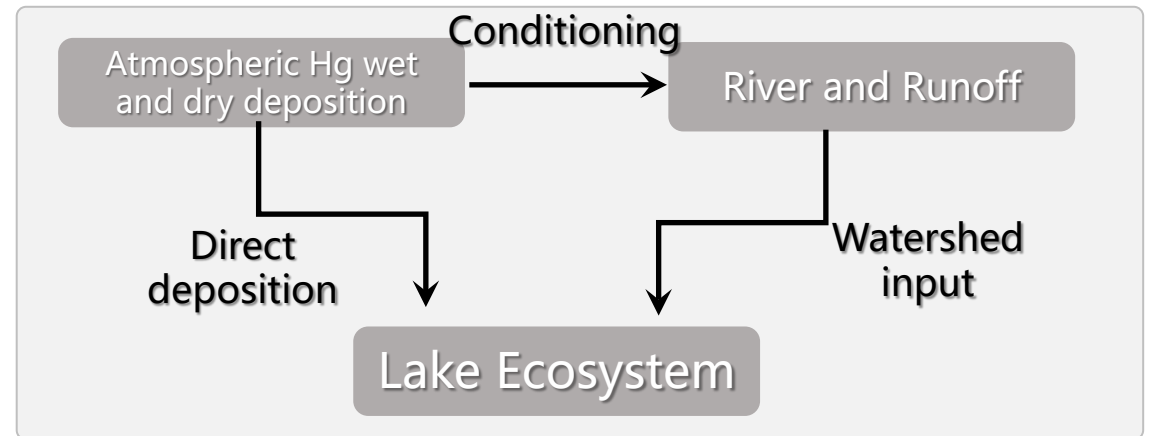 Conditioning
Atmospheric Hg wet
and dry deposition
River and Runoff
Direct
deposition
Watershed
input
Lake Ecosystem